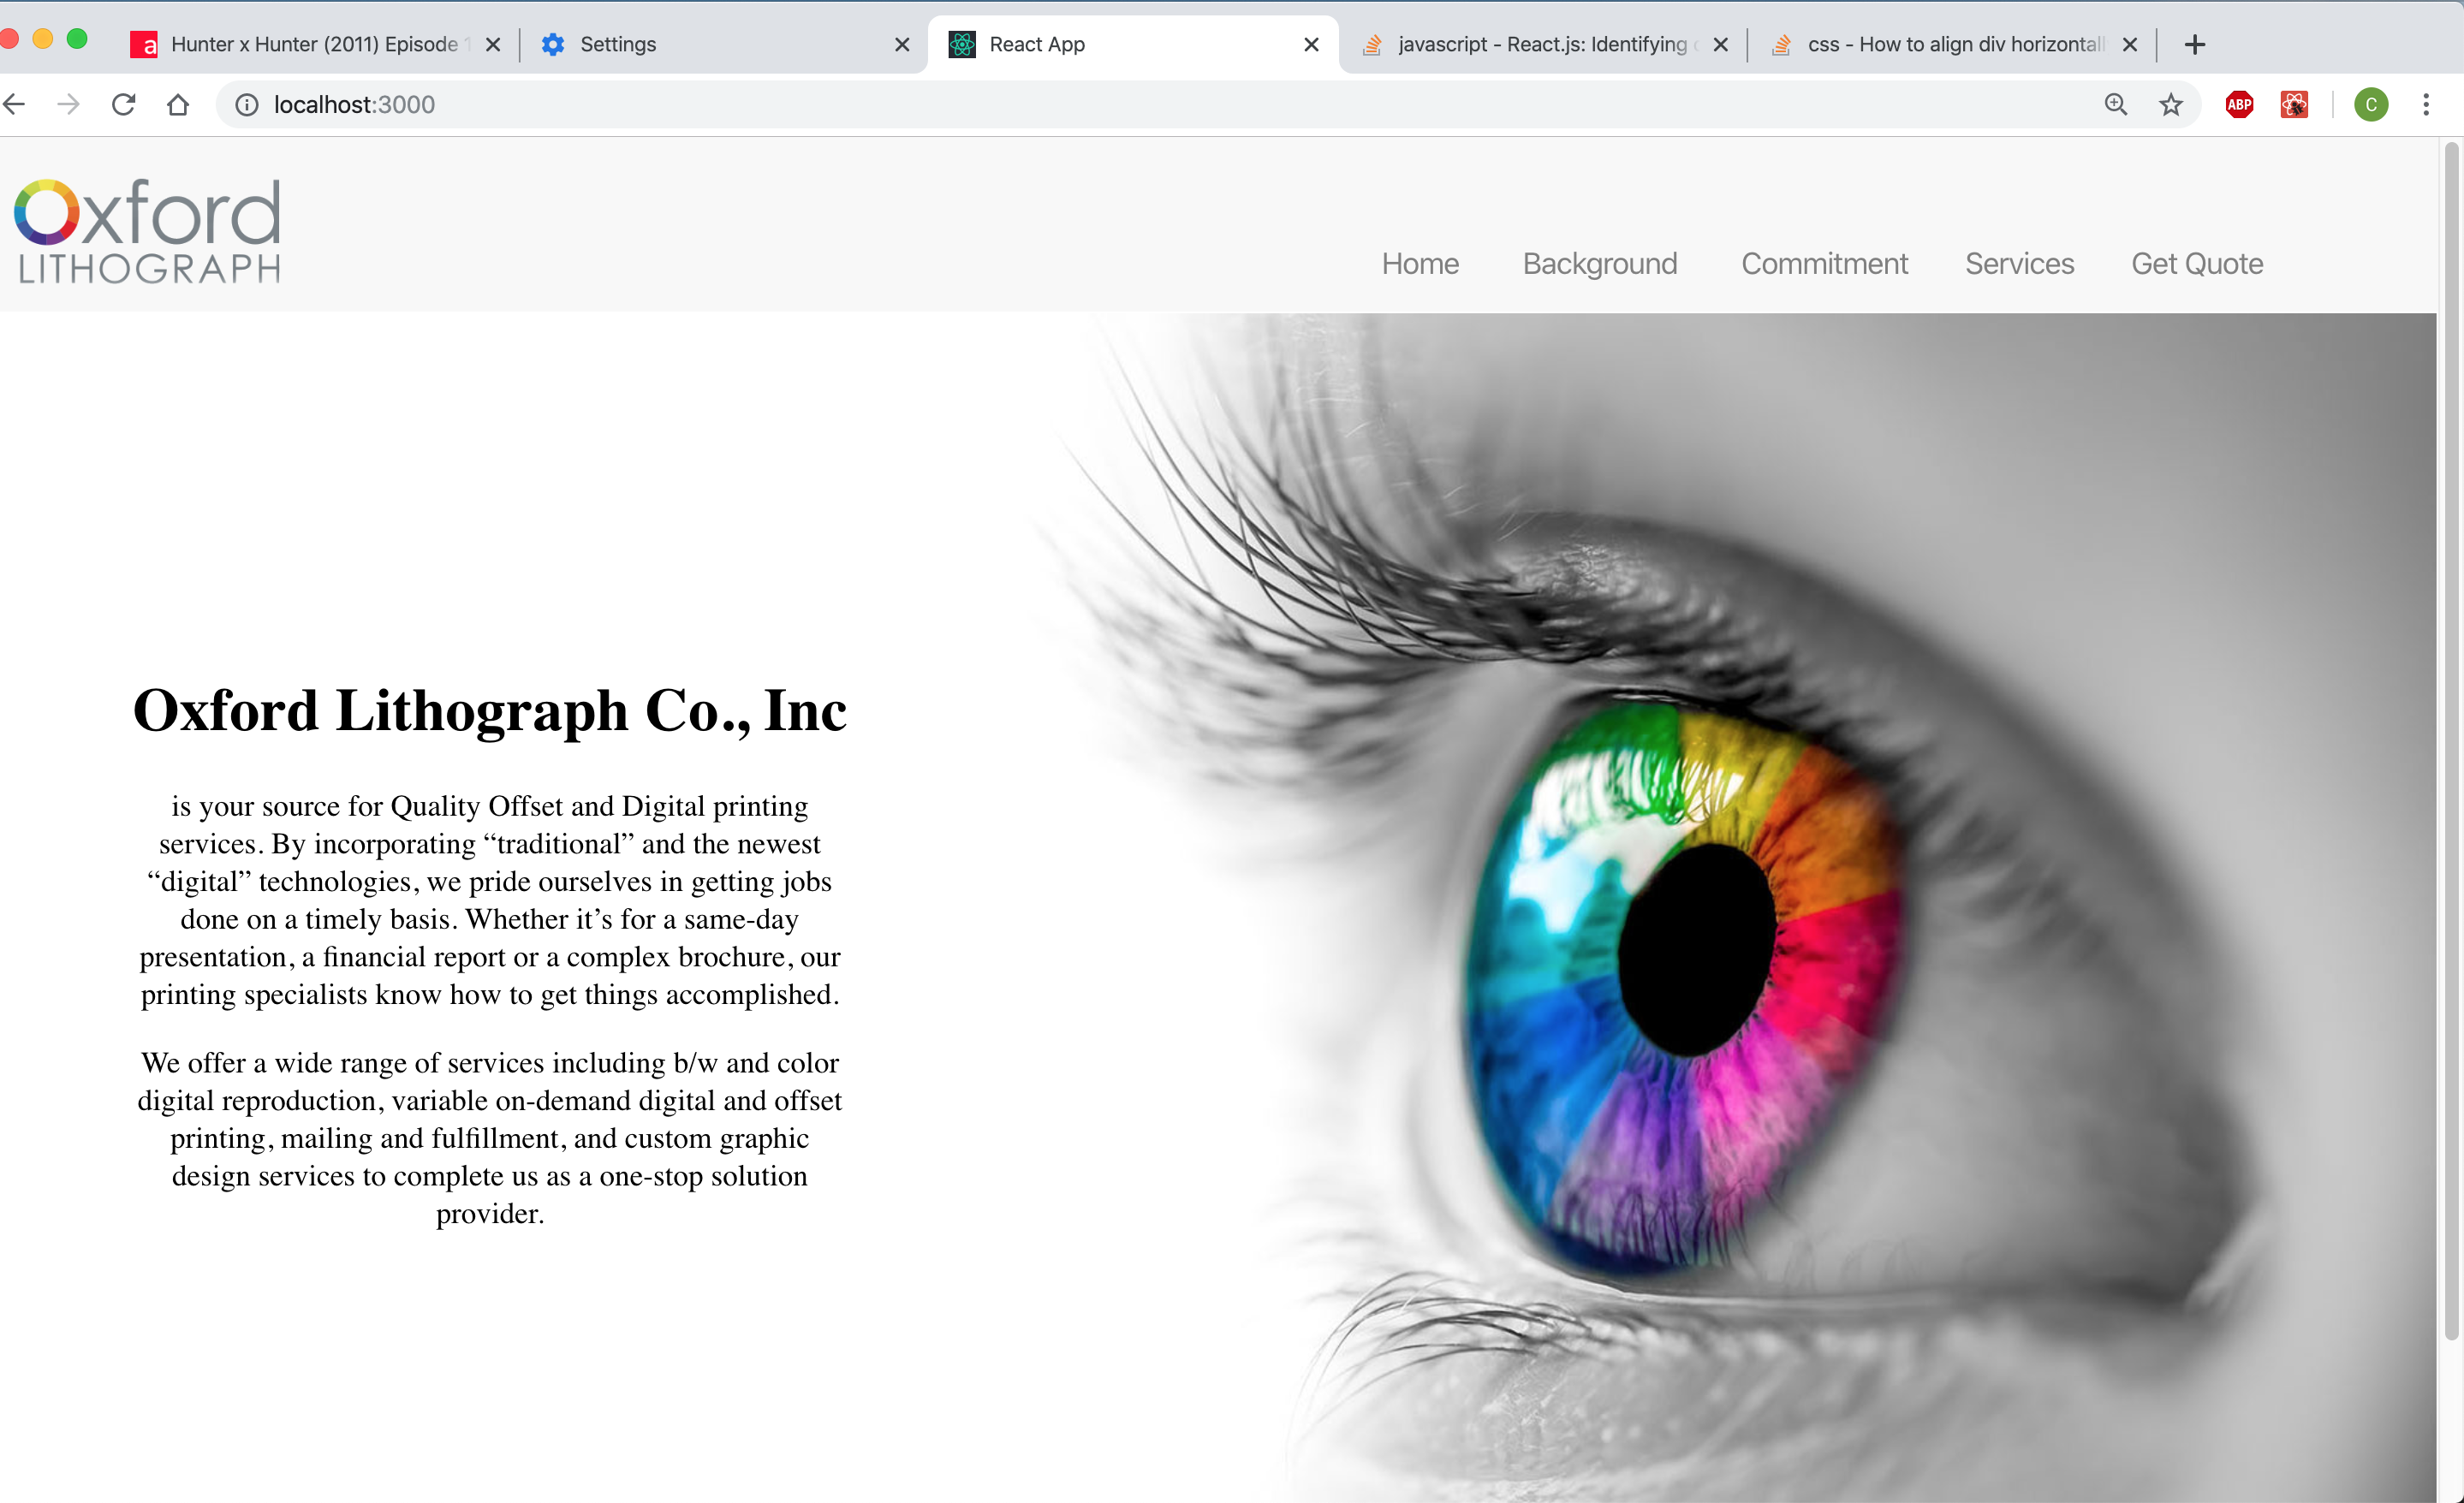 Hunter x Hunter (2011) Episode
Settings
React App
javascript - React.js: Identifying
css - How to align div horizontall
localhost:3000
ABP
C
Oxford
LITHOGRAPH
Home
Background
Commitment
Services
Get Quote
Oxford Lithograph Co., Inc
is your source for Quality Offset and Digital printing
services. By incorporating “traditional” and the newest
“digital” technologies, we pride ourselves in getting jobs
done on a timely basis. Whether it’s for a same-day
presentation, a financial report or a complex brochure, our
printing specialists know how to get things accomplished.
We offer a wide range of services including b/w and color
digital reproduction, variable on-demand digital and offset
printing, mailing and fulfillment, and custom graphic
design services to complete us as a one-stop solution
provider.